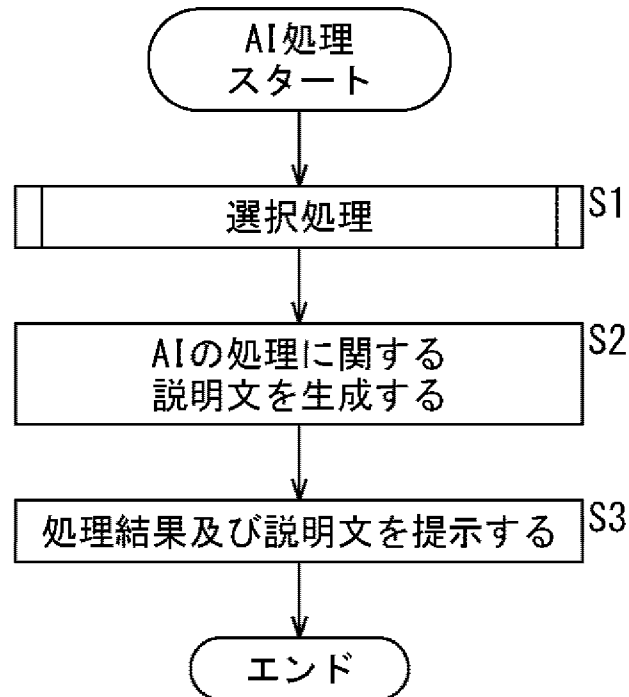 AI処理
スタート
選択処理
S1
AIの処理に関する
説明文を生成する
S2
処理結果及び説明文を提示する
S3
エンド